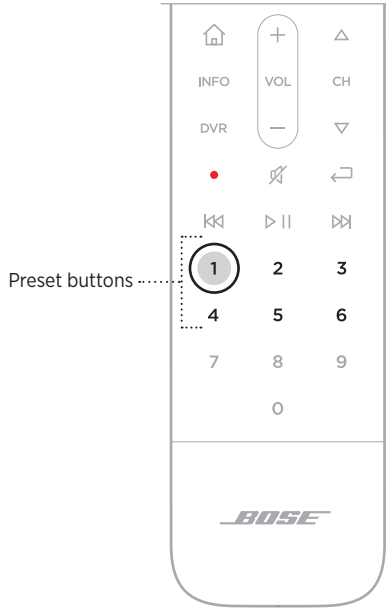 INFO VOL CH
DVR
Preset buttons
1 2 3
4 5 6
7 8 9
0
BOSE